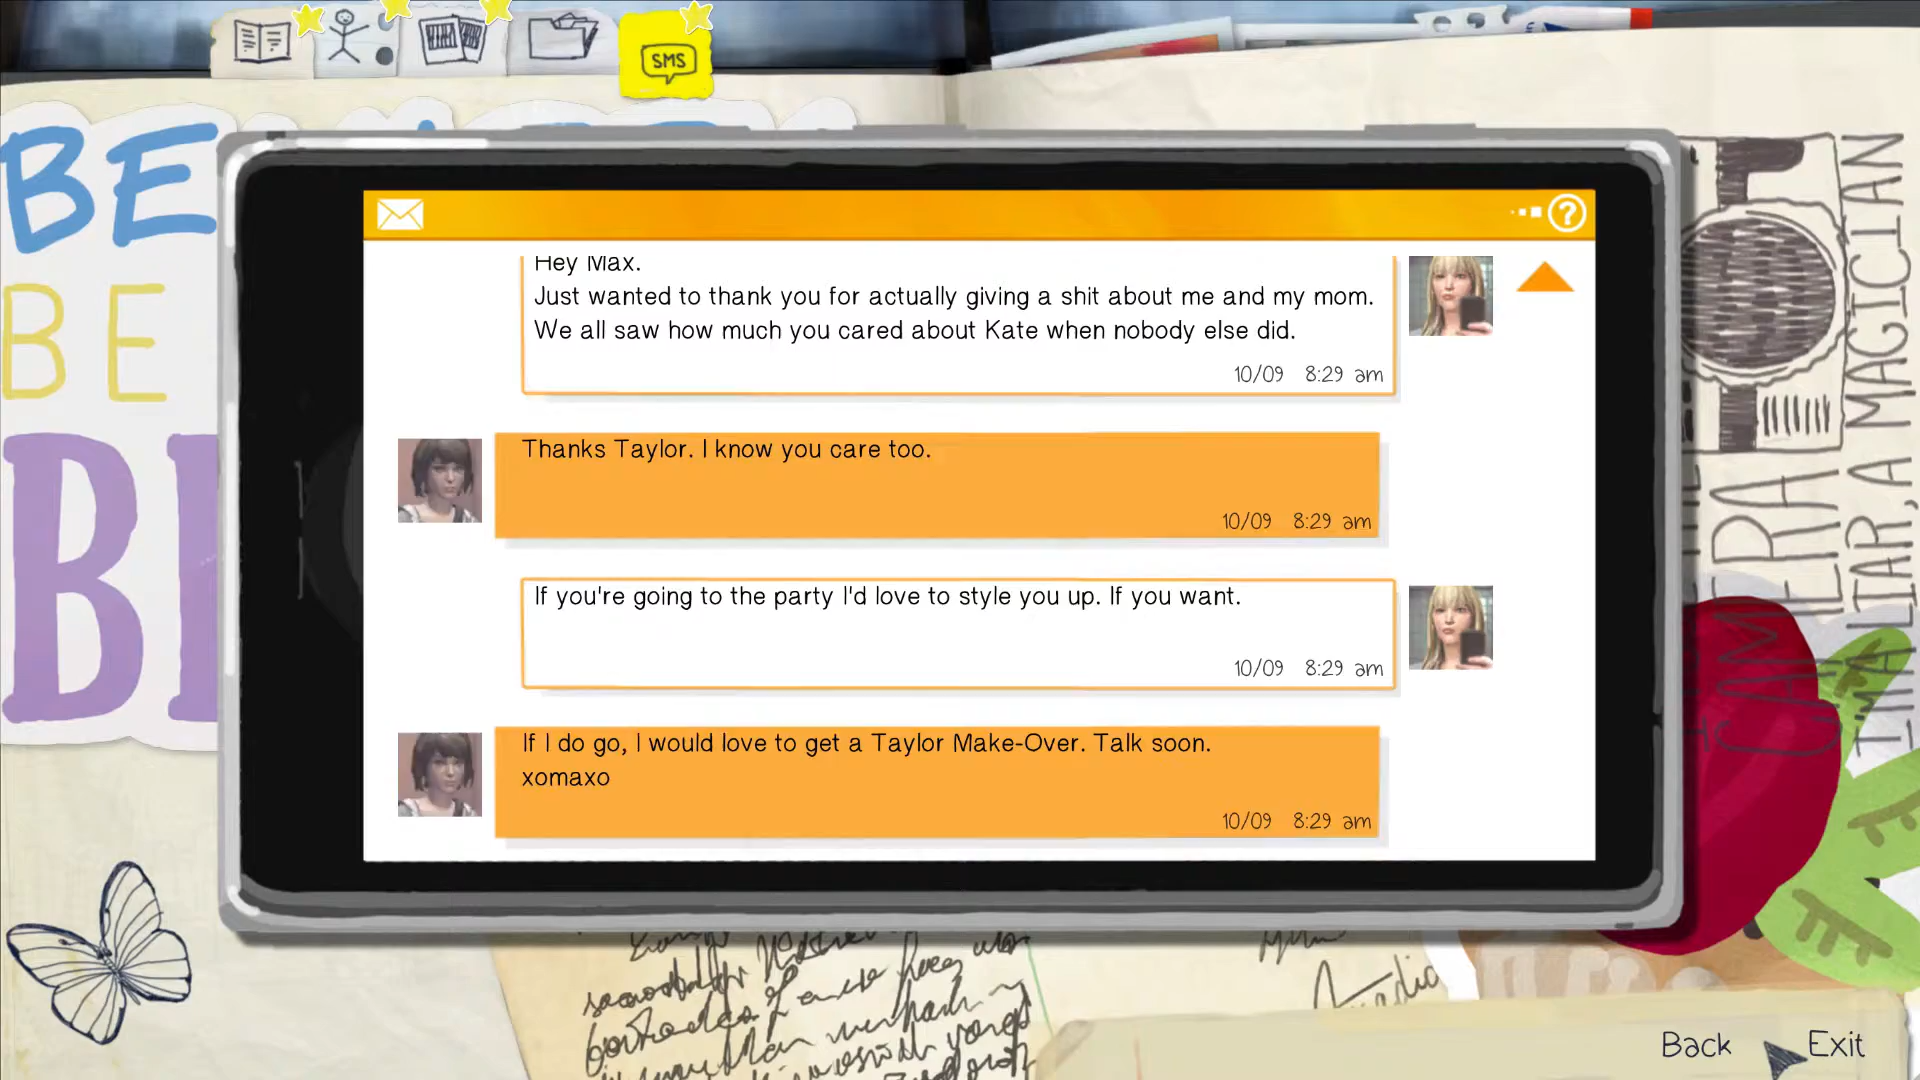 SMS
BE
BE
Hey Max.
Just wanted to thank you for actually giving a shit about me and my mom.
We all saw how much you cared about Kate when nobody else did.
10/09 8:29 am
Thanks Taylor. I know you care too.
10/09 8:29 am
If you're going to the party I'd love to style you up. If you want.
10/09 8:29 am
If I do go, I would love to get a Taylor Make-Over. Talk soon.
xomaxo
10/09 8:29 am
CAMERA
I'M A LIAR, A MAGICIAN
Back
Exit